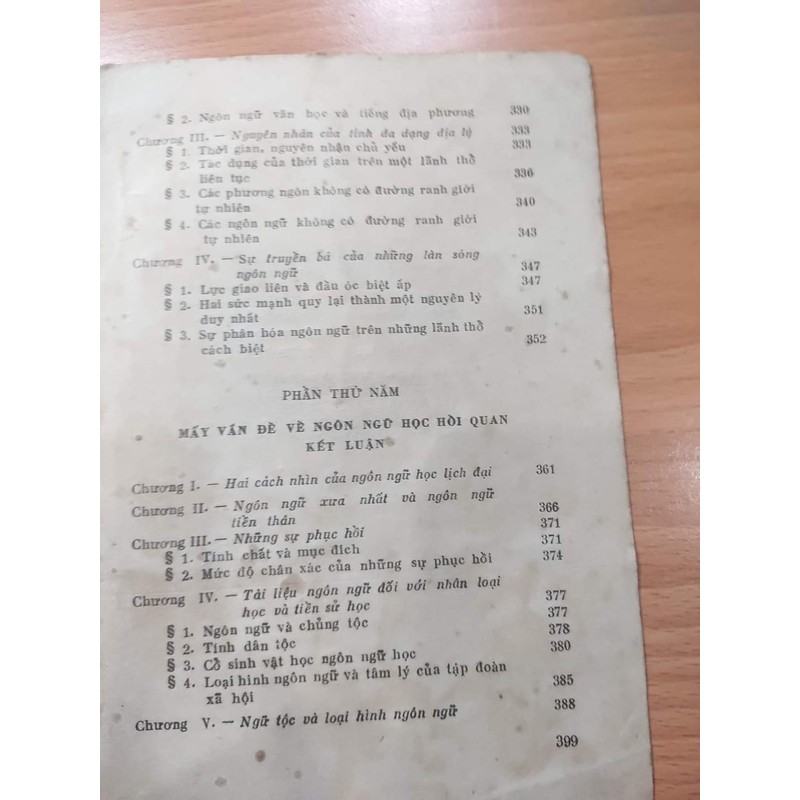 § 2. Ngôn ngữ văn học và tiếng địa phương 330
Chương III. — Nguyên nhân của tính đa dạng địa lý 333
§ 1. Thời gian, nguyên nhân chủ yếu 333
§ 2. Tác dụng của thời gian trên một lãnh thổ
liên tục 336
§ 3. Các phương ngôn không có đường ranh giới
tự nhiên 340
§ 4. Các ngôn ngữ không có đường ranh giới
tự nhiên 343
Chương IV. — Sự truyền bá của những làn sóng
ngôn ngữ 347
§ 1. Lực giao liên và đầu óc biệt ấp 347
§ 2. Hai sức mạnh quy lại thành một nguyên lý
duy nhất 351
§ 3. Sự phân hóa ngôn ngữ trên những lãnh thổ
cách biệt 352
PHẦN THỨ NĂM
MẤY VẤN ĐỀ VỀ NGÔN NGỮ HỌC HỒI QUAN
KẾT LUẬN
Chương I. — Hai cách nhìn của ngôn ngữ học lịch đại 361
Chương II. — Ngôn ngữ xưa nhất và ngôn ngữ
tiền thân 366
Chương III. — Những sự phục hồi 371
§ 1. Tính chất và mục đích 371
§ 2. Mức độ chân xác của những sự phục hồi 374
Chương IV. — Tài liệu ngôn ngữ đối với nhân loại
học và tiền sử học 377
§ 1. Ngôn ngữ và chủng tộc 377
§ 2. Tính dân tộc 378
§ 3. Cổ sinh vật học ngôn ngữ học 380
§ 4. Loại hình ngôn ngữ và tâm lý của tập đoàn
xã hội 385
Chương V. — Ngữ tộc và loại hình ngôn ngữ 388
399